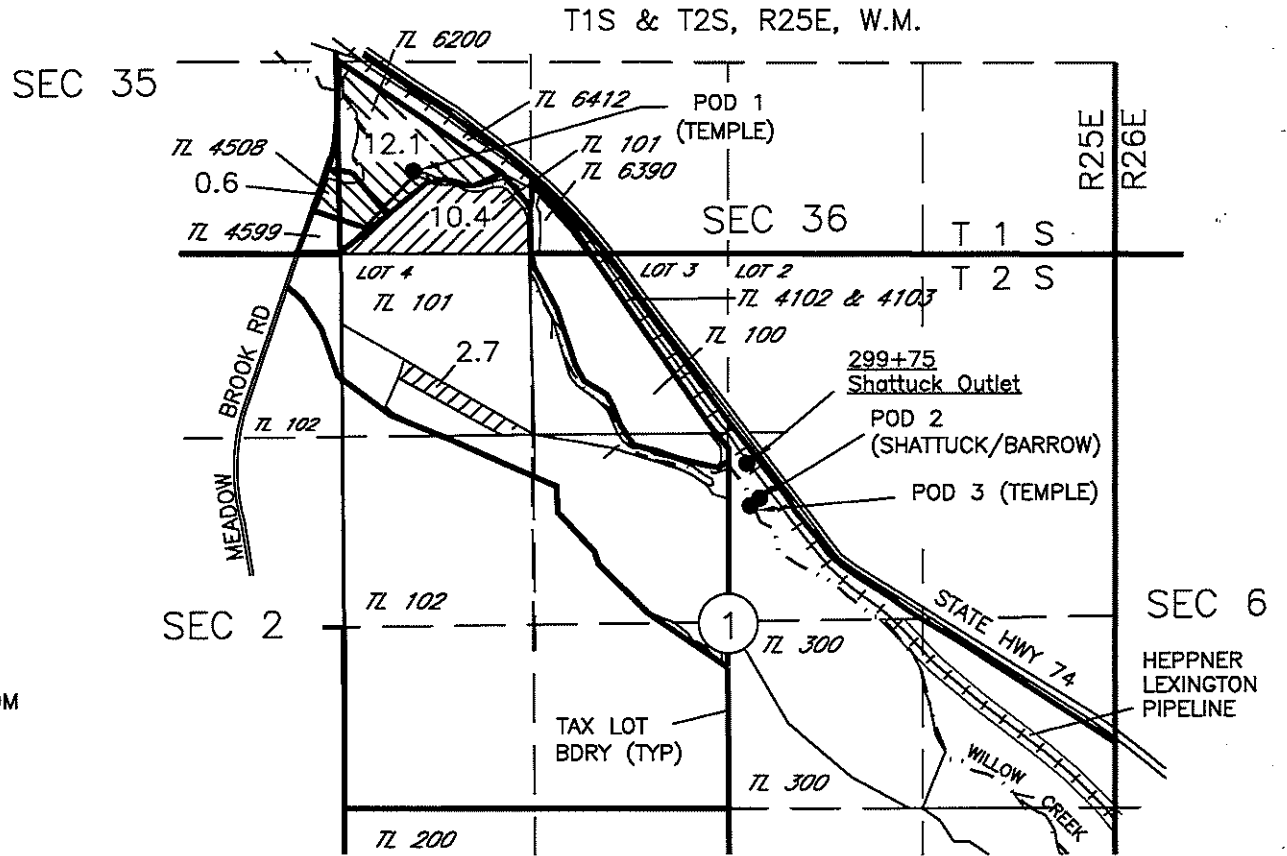 T1S & T2S, R25E, W.M.
SEC 35
TL 6200
TL 6412
POD 1
(TEMPLE)
12.1
TL 101
TL 4508
0.6
TL 6390
R25E
R26E
10.4
SEC 36
TL 4599
T 1 S
LOT 4
LOT 3
LOT 2
T 2 S
TL 101
TL 4102 & 4103
TL 100
MEADOW BROOK RD
2.7
299+75
Shattuck Outlet
POD 2
(SHATTUCK/BARROW)
TL 102
POD 3 (TEMPLE)
TL 102
SEC 2
1
SEC 6
TL 300
STATE HWY 74
HEPPNER
LEXINGTON
PIPELINE
TAX LOT
BDRY (TYP)
WILLOW
CREEK
TL 300
TL 200